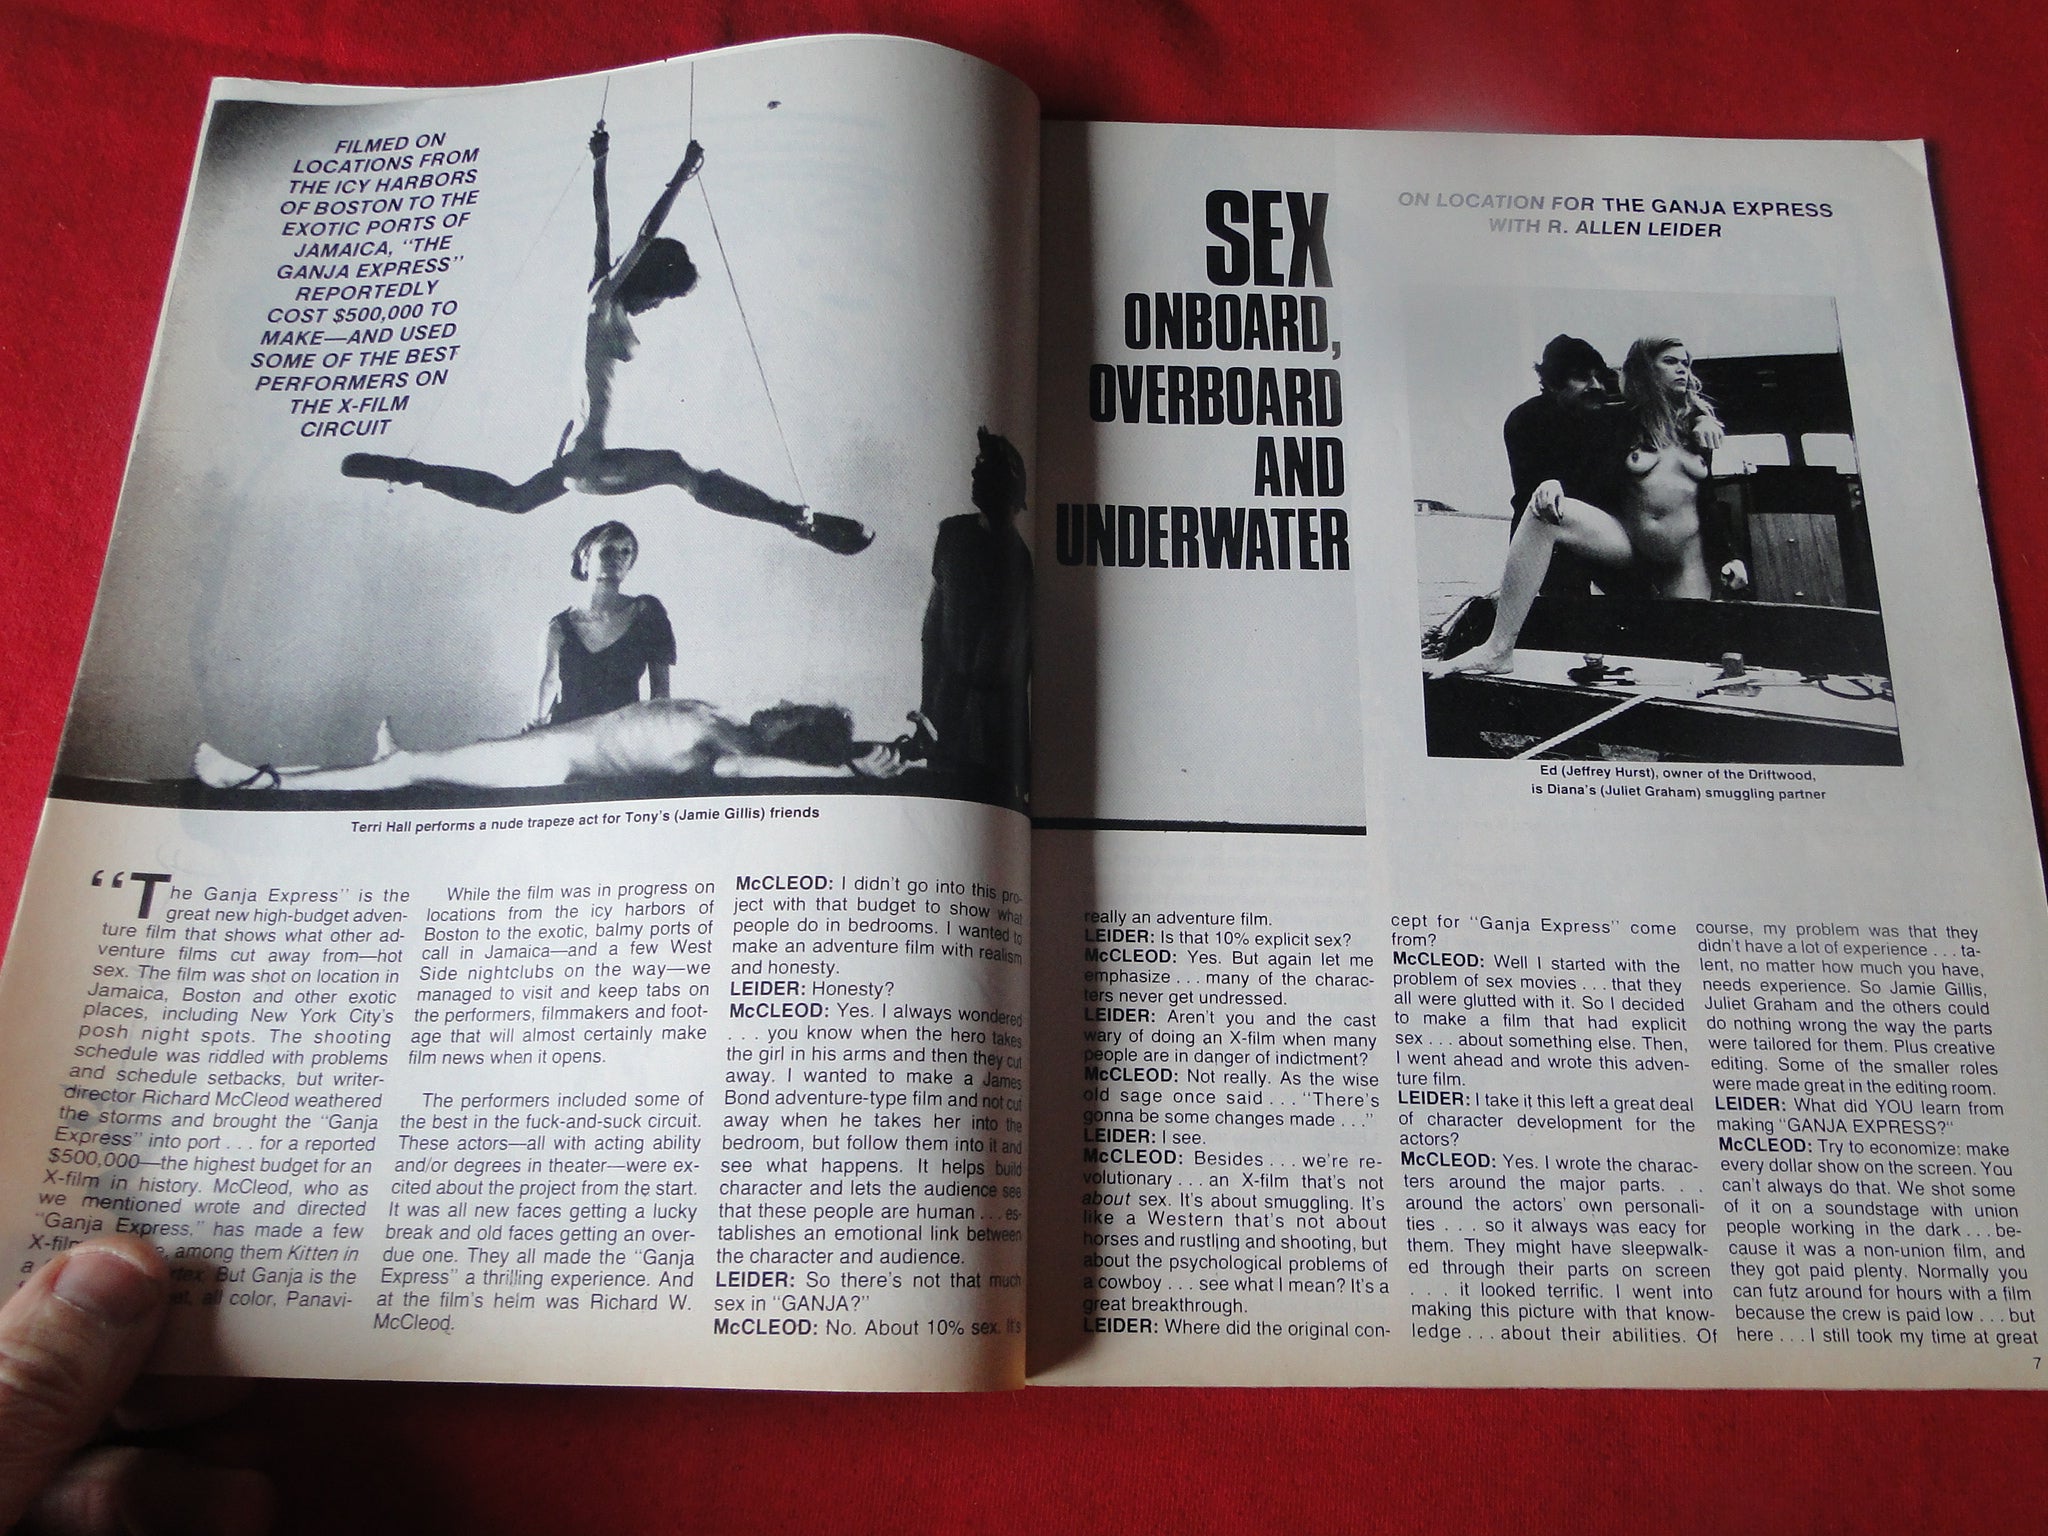 FILMED ON
LOCATIONS FROM
THE ICY HARBORS
OF BOSTON TO THE
EXOTIC PORTS OF
JAMAICA, "THE
GANJA EXPRESS"
REPORTEDLY
COST $500,000 TO
MAKE—AND USED
SOME OF THE BEST
PERFORMERS ON
THE X-FILM
CIRCUIT
Terri Hall performs a nude trapeze act for Tony's (Jamie Gillis) friends
"The Ganja Express" is the
great new high-budget adven-
ture film that shows what other ad-
venture films cut away from—hot
sex. The film was shot on location in
Jamaica, Boston and other exotic
places, including New York City's
posh night spots. The shooting
schedule was riddled with problems
and schedule setbacks, but writer-
director Richard McCleod weathered
the storms and brought the "Ganja
Express" into port . . . for a reported
$500,000—the highest budget for an
X-film in history. McCleod, who as
we mentioned wrote and directed
"Ganja Express," has made a few
among them Kitten in
But Ganja is the
all color, Panavi-
While the film was in progress on
locations from the icy harbors of
Boston to the exotic, balmy ports of
call in Jamaica—and a few West
Side nightclubs on the way—we
managed to visit and keep tabs on
the performers, filmmakers and foot-
age that will almost certainly make
film news when it opens.
The performers included some of
the best in the fuck-and-suck circuit.
These actors—all with acting ability
and/or degrees in theater—were ex-
cited about the project from the start.
It was all new faces getting a lucky
break and old faces getting an over-
due one. They all made the "Ganja
Express" a thrilling experience. And
at the film's helm was Richard W.
McCleod.
McCLEOD: I didn't go into this pro-
ject with that budget to show what
people do in bedrooms. I wanted to
make an adventure film with realism
and honesty.
LEIDER: Honesty?
McCLEOD: Yes. I always wondered
. . . you know when the hero takes
the girl in his arms and then they cut
away. I wanted to make a James
Bond adventure-type film and not cut
away when he takes her into the
bedroom, but follow them into it and
see what happens. It helps build
character and lets the audience see
that these people are human . . . es-
tablishes an emotional link between
the character and audience.
LEIDER: So there's not that much
sex in "GANJA?"
McCLEOD: No. About 10% sex. It's
SEX
ONBOARD,
OVERBOARD
AND
UNDERWATER
ON LOCATION FOR THE GANJA EXPRESS
WITH R. ALLEN LEIDER
Ed (Jeffrey Hurst), owner of the Driftwood,
is Diana's (Juliet Graham) smuggling partner
really an adventure film.
LEIDER: Is that 10% explicit sex?
McCLEOD: Yes. But again let me
emphasize . . . many of the charac-
ters never get undressed.
LEIDER: Aren't you and the cast
wary of doing an X-film when many
people are in danger of indictment?
McCLEOD: Not really. As the wise
old sage once said . . . "There's
gonna be some changes made . . ."
LEIDER: I see.
McCLEOD: Besides . . . we're re-
volutionary . . . an X-film that's not
about sex. It's about smuggling. It's
like a Western that's not about
horses and rustling and shooting, but
about the psychological problems of
a cowboy . . . see what I mean? It's a
great breakthrough.
LEIDER: Where did the original con-
cept for "Ganja Express" come
from?
McCLEOD: Well I started with the
problem of sex movies . . . that they
all were glutted with it. So I decided
to make a film that had explicit
sex . . . about something else. Then,
I went ahead and wrote this adven-
ture film.
LEIDER: I take it this left a great deal
of character development for the
actors?
McCLEOD: Yes. I wrote the charac-
ters around the major parts. . .
around the actors' own personali-
ties . . . so it always was eacy for
them. They might have sleepwalk-
ed through their parts on screen
. . . it looked terrific. I went into
making this picture with that know-
ledge . . . about their abilities. Of
course, my problem was that they
didn't have a lot of experience . . . ta-
lent, no matter how much you have,
needs experience. So Jamie Gillis,
Juliet Graham and the others could
do nothing wrong the way the parts
were tailored for them. Plus creative
editing. Some of the smaller roles
were made great in the editing room.
LEIDER: What did YOU learn from
making "GANJA EXPRESS?"
McCLEOD: Try to economize: make
every dollar show on the screen. You
can't always do that. We shot some
of it on a soundstage with union
people working in the dark . . . be-
cause it was a non-union film, and
they got paid plenty. Normally you
can futz around for hours with a film
because the crew is paid low . . . but
here . . . I still took my time at great
7